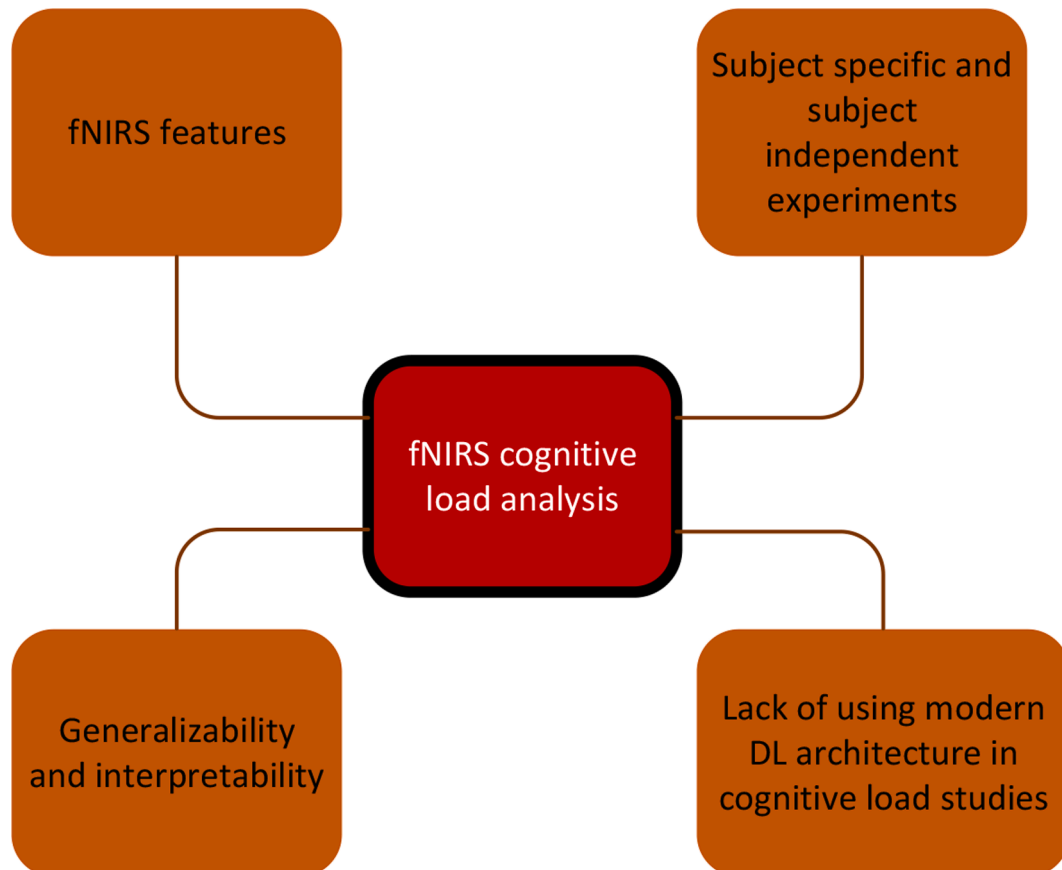 fNIRS features
Subject specific and
subject
independent
experiments
fNIRS cognitive
load analysis
Generalizability
and interpretability
Lack of using modern
DL architecture in
cognitive load studies